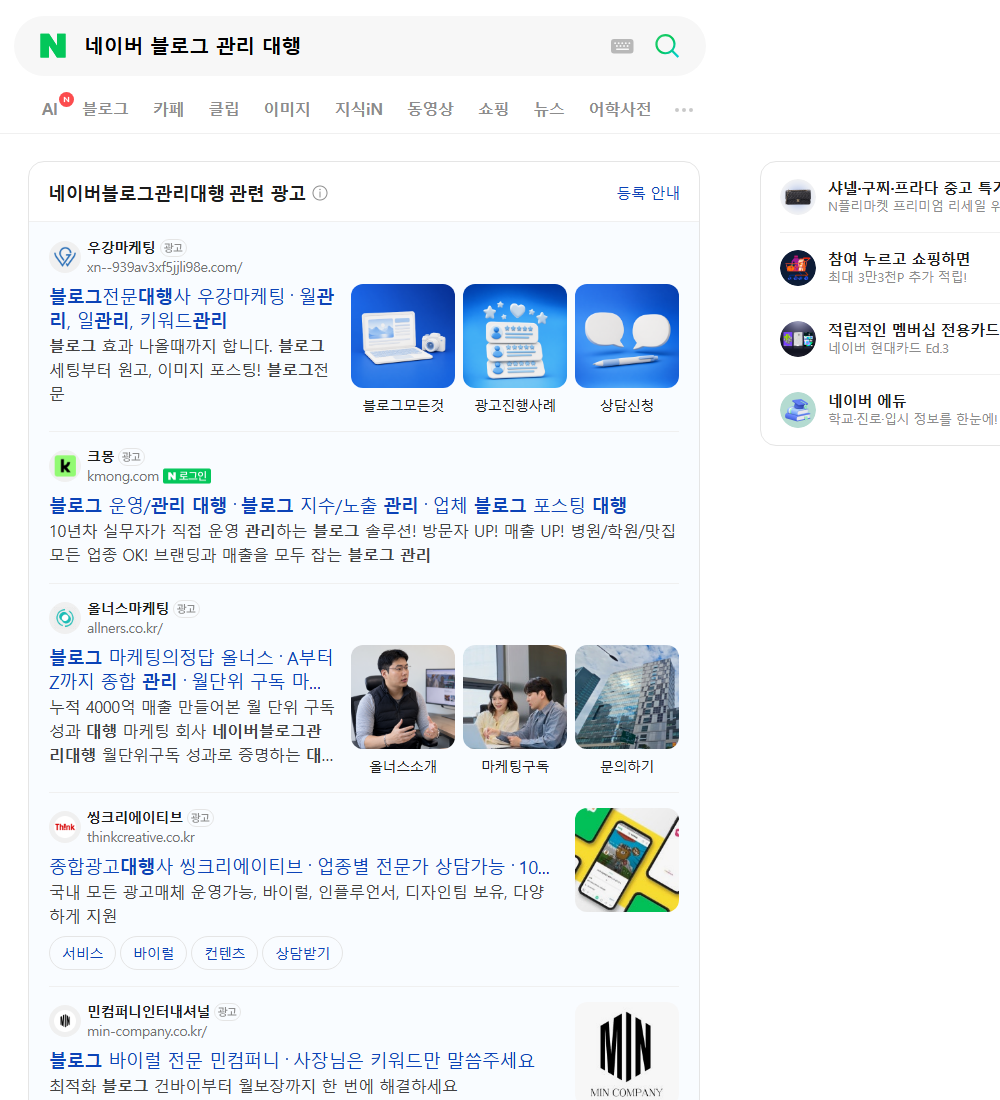 네이버 블로그 관리 대행
AI N 블로그 카페 클립 이미지 지식iN 동영상 쇼핑 뉴스 어학사전
네이버블로그관리대행 관련 광고
등록 안내
우강마케팅 광고
xn--939av3xf5jjli98e.com/
블로그전문대행사 우강마케팅 · 월관
리, 일관리, 키워드관리
블로그 효과 나올때까지 합니다. 블로그
세팅부터 원고, 이미지 포스팅! 블로그전
문
블로그모든것
광고진행사례
상담신청
k
크몽 광고
kmong.com N 로그인
블로그 운영/관리 대행 · 블로그 지수/노출 관리 · 업체 블로그 포스팅 대행
10년차 실무자가 직접 운영 관리하는 블로그 솔루션! 방문자 UP! 매출 UP! 병원/학원/맛집
모든 업종 OK! 브랜딩과 매출을 모두 잡는 블로그 관리
올너스마케팅 광고
allners.co.kr/
블로그 마케팅의정답 올너스 · A부터
Z까지 종합 관리 · 월단위 구독 마...
누적 4000억 매출 만들어본 월 단위 구독
성과 대행 마케팅 회사 네이버블로그관
리대행 월단위구독 성과로 증명하는 대...
올너스소개
마케팅구독
문의하기
Think
씽크리에이티브 광고
thinkcreative.co.kr
종합광고대행사 씽크리에이티브 · 업종별 전문가 상담가능 · 10...
국내 모든 광고매체 운영가능, 바이럴, 인플루언서, 디자인팀 보유, 다양
하게 지원
서비스
바이럴
컨텐츠
상담받기
민컴퍼니인터내셔널 광고
min-company.co.kr/
블로그 바이럴 전문 민컴퍼니 · 사장님은 키워드만 말씀주세요
최적화 블로그 건바이부터 월보장까지 한 번에 해결하세요
MIN
MIN COMPANY
샤넬·구찌·프라다 중고 특가
N플리마켓 프리미엄 리세일
참여 누르고 쇼핑하면
최대 3만3천P 추가 적립!
적립적인 멤버십 전용카드
네이버 현대카드 Ed.3
네이버 에듀
학교·진로·입시 정보를 한눈에!